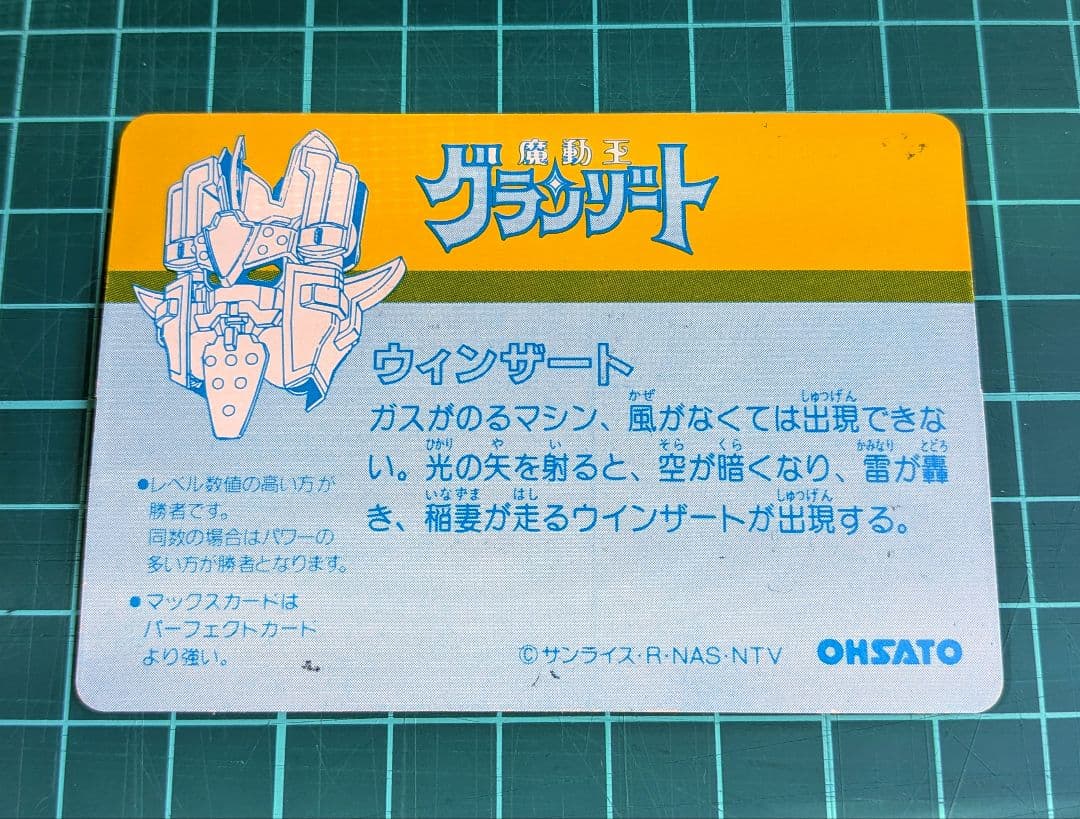 魔動王
グランゾート
ウィンザート
ガスがのるマシン、風がなくては出現できな
い。光の矢を射ると、空が暗くなり、雷が轟
き、稲妻が走るウインザートが出現する。
●レベル数値の高い方が
勝者です。
同数の場合はパワーの
多い方が勝者となります。
●マックスカードは
パーフェクトカード
より強い。
©サンライズ・R・NAS・NTV
OHSATO